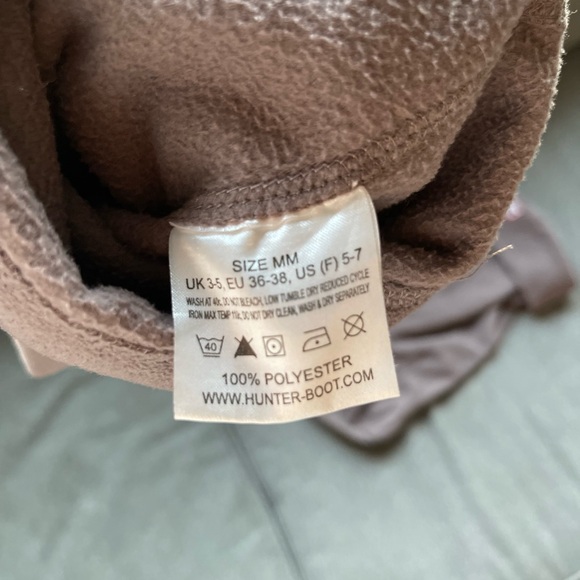 SIZE MM
UK 3-5, EU 36-38, US (F) 5-7
WASH AT 40c, DO NOT BLEACH, LOW TUMBLE DRY, REDUCED CYCLE
IRON MAX TEMP 110c, DO NOT DRY CLEAN, WASH & DRY SEPARATELY
40
100% POLYESTER
WWW.HUNTER-BOOT.COM